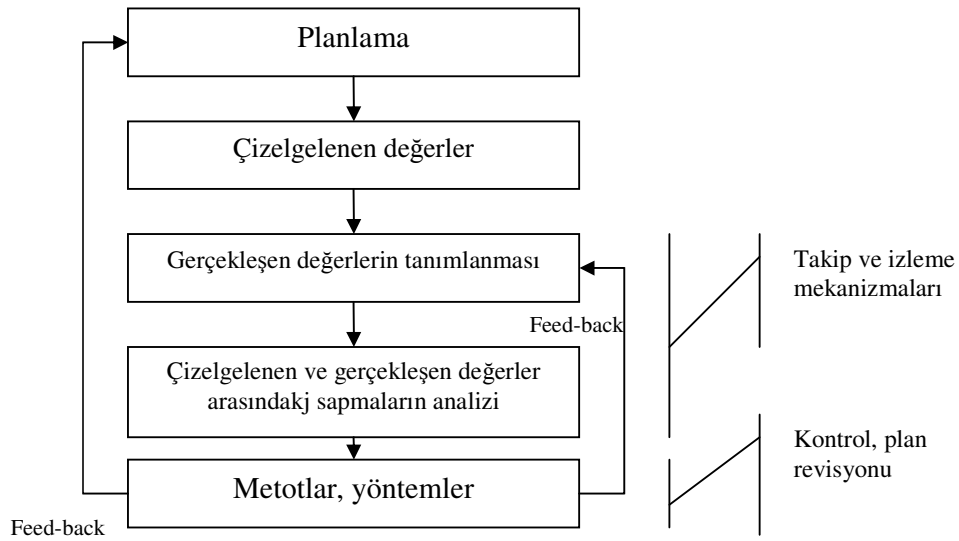 Planlama
Çizelgelenen değerler
Gerçekleşen değerlerin tanımlanması
Takip ve izleme
mekanizmaları
Feed-back
Çizelgelenen ve gerçekleşen değerler
arasındakj sapmaların analizi
Kontrol, plan
revisyonu
Metotlar, yöntemler
Feed-back